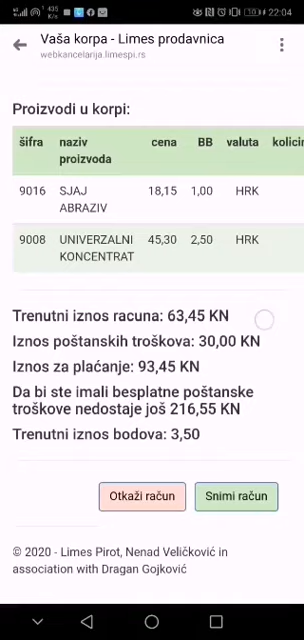 435
K/s
22:04
Vaša korpa - Limes prodavnica
webkancelarija.limespi.rs
Proizvodi u korpi:
šifra naziv proizvoda cena BB valuta kolicin
9016 SJAJ ABRAZIV 18,15 1,00 HRK
9008 UNIVERZALNI KONCENTRAT 45,30 2,50 HRK
Trenutni iznos racuna: 63,45 KN
Iznos poštanskih troškova: 30,00 KN
Iznos za plaćanje: 93,45 KN
Da bi ste imali besplatne poštanske
troškove nedostaje još 216,55 KN
Trenutni iznos bodova: 3,50
Otkaži račun Snimi račun
© 2020 - Limes Pirot, Nenad Veličković in
association with Dragan Gojković